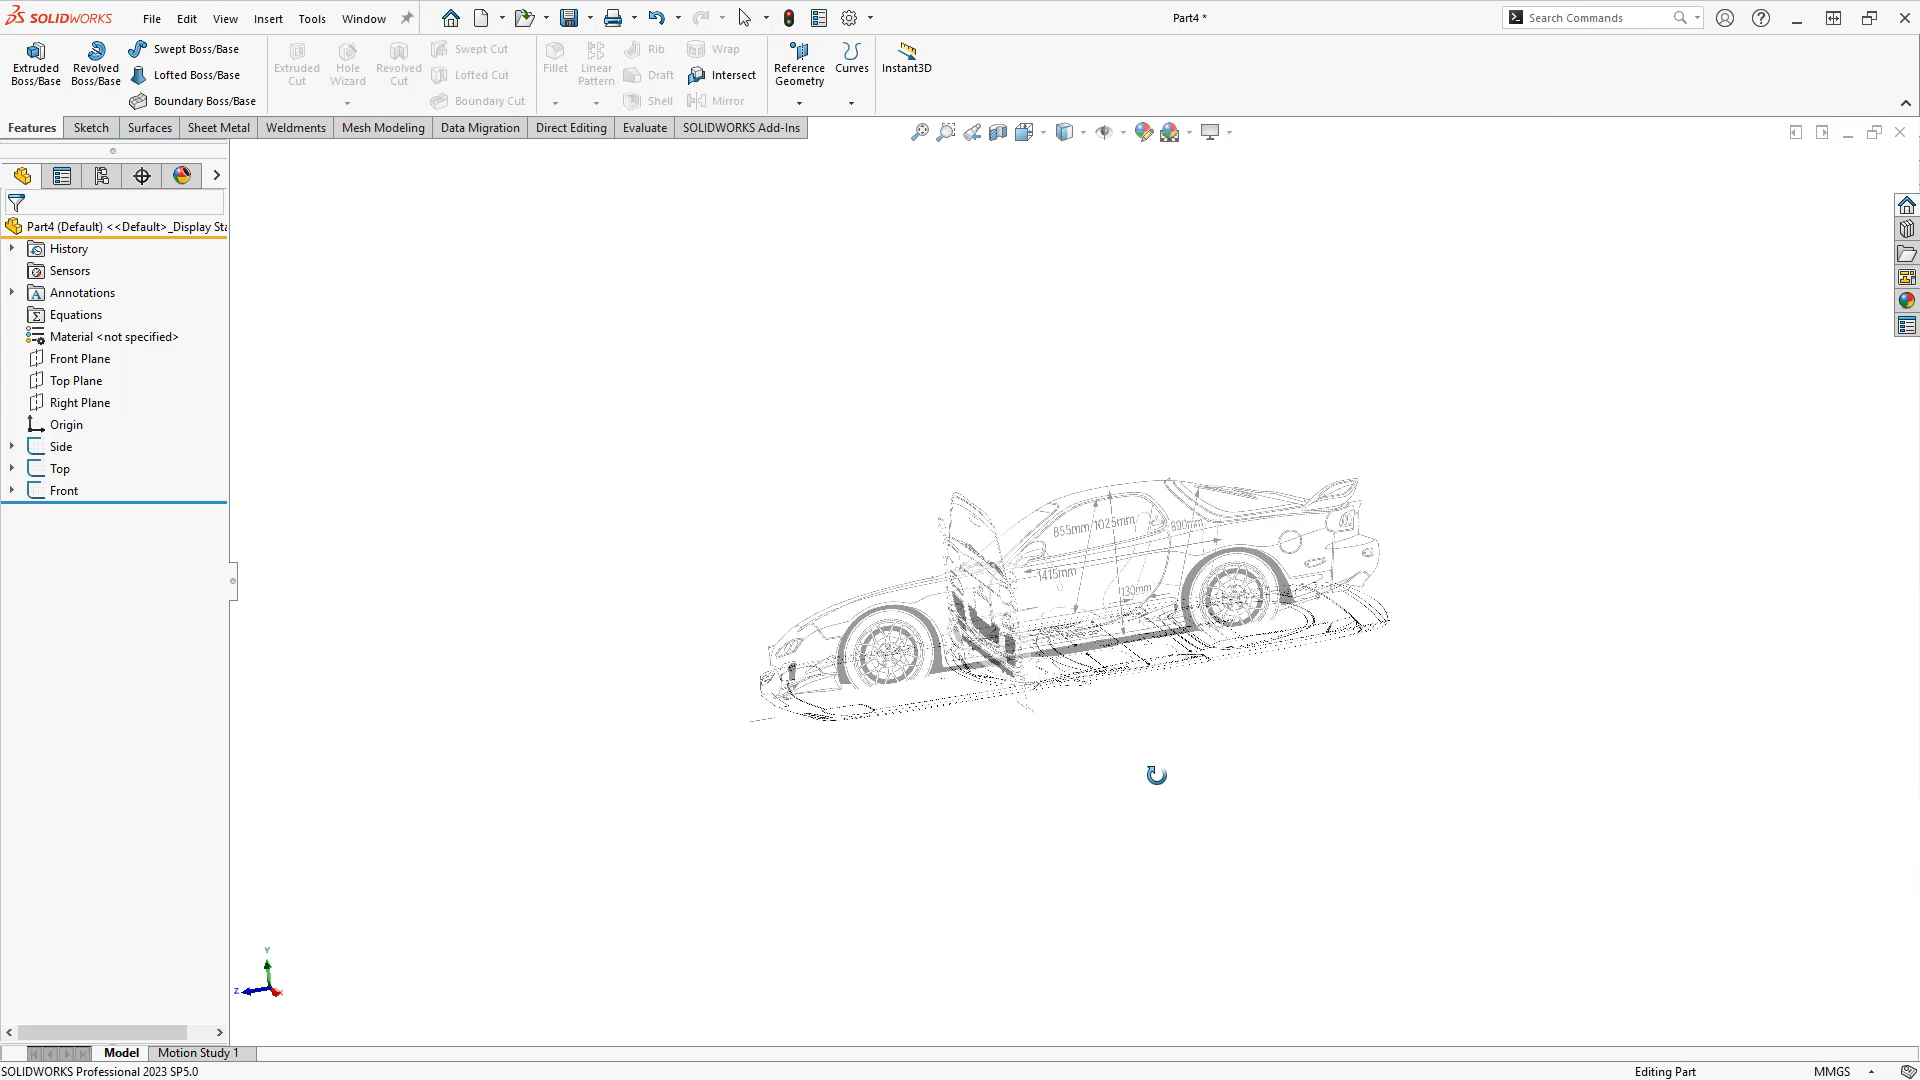 SOLIDWORKS File Edit View Insert Tools Window Part4 * Search Commands
Extruded Boss/Base
Revolved Boss/Base
Swept Boss/Base
Lofted Boss/Base
Boundary Boss/Base
Extruded Cut
Hole Wizard
Revolved Cut
Swept Cut
Lofted Cut
Boundary Cut
Fillet
Linear Pattern
Rib
Draft
Shell
Wrap
Intersect
Mirror
Reference Geometry
Curves
Instant3D
Features Sketch Surfaces Sheet Metal Weldments Mesh Modeling Data Migration Direct Editing Evaluate SOLIDWORKS Add-Ins
Part4 (Default) <<Default>_Display Sta
History
Sensors
Annotations
Equations
Material <not specified>
Front Plane
Top Plane
Right Plane
Origin
Side
Top
Front
855mm/1025mm
890mm
1415mm
130mm
Y
Z
X
Model Motion Study 1
SOLIDWORKS Professional 2023 SP5.0 Editing Part MMGS